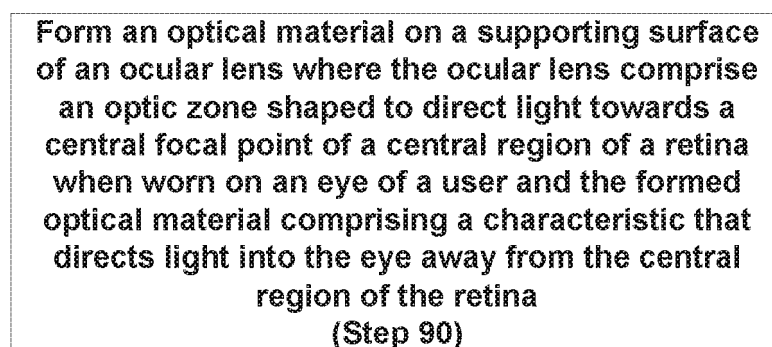 Form an optical material on a supporting surface
of an ocular lens where the ocular lens comprise
an optic zone shaped to direct light towards a
central focal point of a central region of a retina
when worn on an eye of a user and the formed
optical material comprising a characteristic that
directs light into the eye away from the central
region of the retina
(Step 90)